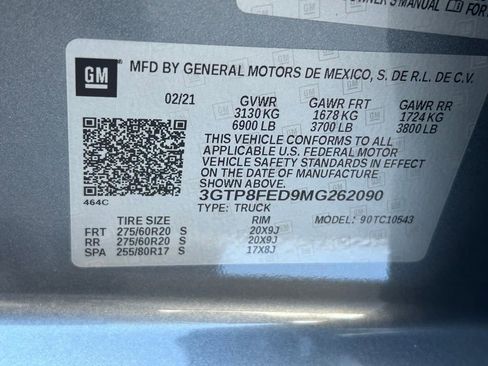 OWNER'S MANUAL
GM
MFD BY GENERAL MOTORS DE MEXICO, S. DE R.L. DE C.V.
02/21 GVWR GAWR FRT GAWR RR
3130 KG 1678 KG 1724 KG
6900 LB 3700 LB 3800 LB
THIS VEHICLE CONFORMS TO ALL
APPLICABLE U.S. FEDERAL MOTOR
VEHICLE SAFETY STANDARDS IN EFFECT
ON THE DATE OF MANUFACTURE
SHOWN ABOVE.
464C
3GTP8FED9MG262090
TYPE: TRUCK MODEL: 90TC10543
TIRE SIZE RIM
FRT 275/60R20 S 20X9J
RR 275/60R20 S 20X9J
SPA 255/80R17 S 17X8J